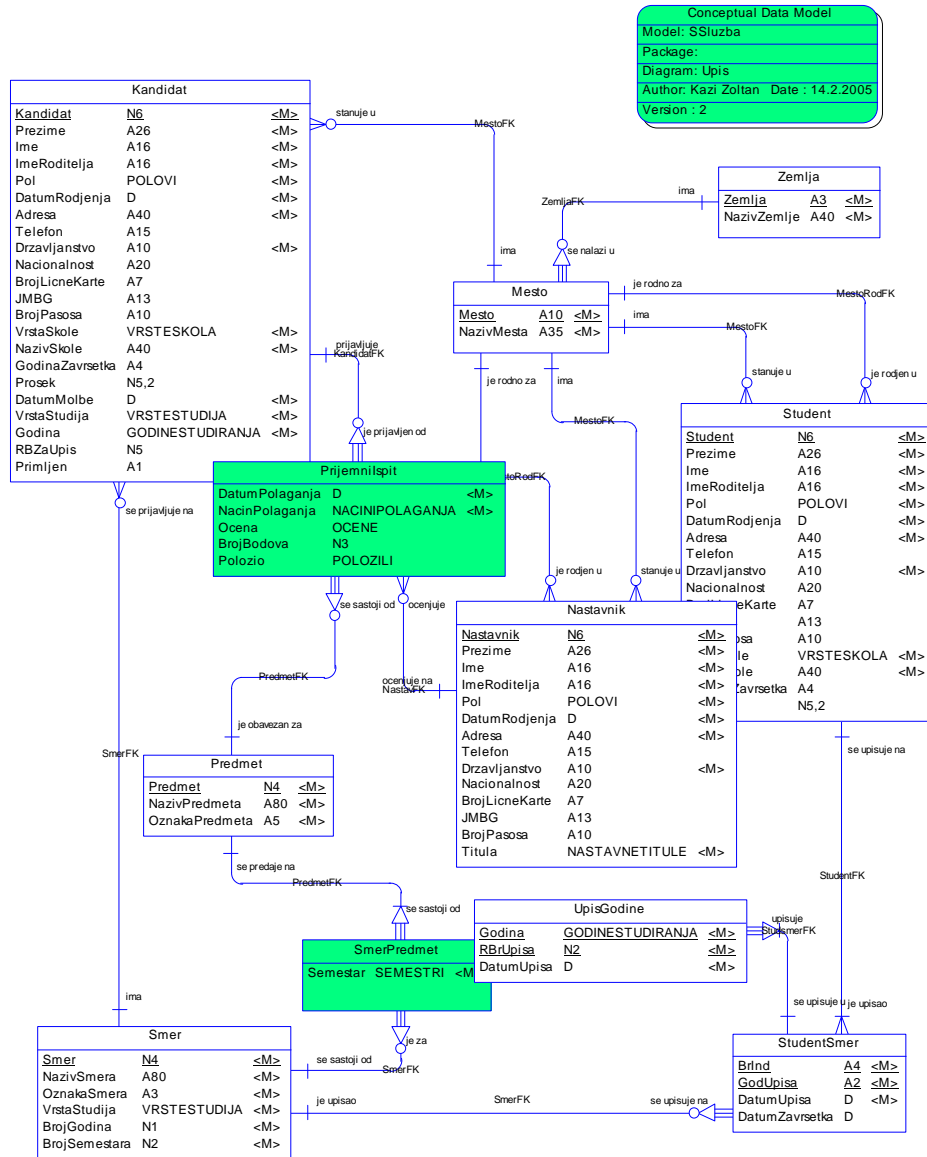 Conceptual Data Model
Model: SSluzba
Package:
Diagram: Upis
Author: Kazi Zoltan Date : 14.2.2005
Version : 2
Kandidat
Kandidat N6 <M>
Prezime A26 <M>
Ime A16 <M>
ImeRoditelja A16 <M>
Pol POLOVI <M>
DatumRodjenja D <M>
Adresa A40 <M>
Telefon A15
Drzavljanstvo A10 <M>
Nacionalnost A20
BrojLicneKarte A7
JMBG A13
BrojPasosa A10
VrstaSkole VRSTESKOLA <M>
NazivSkole A40 <M>
GodinaZavrsetka A4
Prosek N5,2
DatumMolbe D <M>
VrstaStudija VRSTESTUDIJA <M>
Godina GODINESTUDIRANJA <M>
RBZaUpis N5
Primljen A1
stanuje u
MestoFK
ima
Zemlja
Zemlja A3 <M>
NazivZemlje A40 <M>
ima
ZemljaFK
se nalazi u
Mesto
Mesto A10 <M>
NazivMesta A35 <M>
je rodno za
MestoRodFK
ima
MestoFK
stanuje u
je rodjen u
prijavljuje
KandidatFK
je prijavljen od
je rodno za
ima
MestoFK
Student
Student N6 <M>
Prezime A26 <M>
Ime A16 <M>
ImeRoditelja A16 <M>
Pol POLOVI <M>
DatumRodjenja D <M>
Adresa A40 <M>
Telefon A15
Drzavljanstvo A10 <M>
Nacionalnost A20
eKarte A7
A13
osa A10
le VRSTESKOLA <M>
ole A40 <M>
Zavrsetka A4
N5,2
PrijemniIspit
DatumPolaganja D <M>
NacinPolaganja NACINIPOLAGANJA <M>
Ocena OCENE
BrojBodova N3
Polozio POLOZILI
toRodFK
je rodjen u
stanuje u
se prijavljuje na
se sastoji od
ocenjuje
Nastavnik
Nastavnik N6 <M>
Prezime A26 <M>
Ime A16 <M>
ImeRoditelja A16 <M>
Pol POLOVI <M>
DatumRodjenja D <M>
Adresa A40 <M>
Telefon A15
Drzavljanstvo A10 <M>
Nacionalnost A20
BrojLicneKarte A7
JMBG A13
BrojPasosa A10
Titula NASTAVNETITULE <M>
PredmetFK
ocenjuje na
NastavFK
je obavezan za
SmerFK
Predmet
Predmet N4 <M>
NazivPredmeta A80 <M>
OznakaPredmeta A5 <M>
se predaje na
PredmetFK
se sastoji od
se upisuje na
StudentFK
UpisGodine
Godina GODINESTUDIRANJA <M>
RBrUpisa N2 <M>
DatumUpisa D <M>
upisuje
StudsmerFK
se upisuje u
je upisao
SmerPredmet
Semestar SEMESTRI <M
je za
SmerFK
ima
Smer
Smer N4 <M>
NazivSmera A80 <M>
OznakaSmera A3 <M>
VrstaStudija VRSTESTUDIJA <M>
BrojGodina N1 <M>
BrojSemestara N2 <M>
se sastoji od
je upisao
SmerFK
se upisuje na
StudentSmer
BrInd A4 <M>
GodUpisa A2 <M>
DatumUpisa D <M>
DatumZavrsetka D